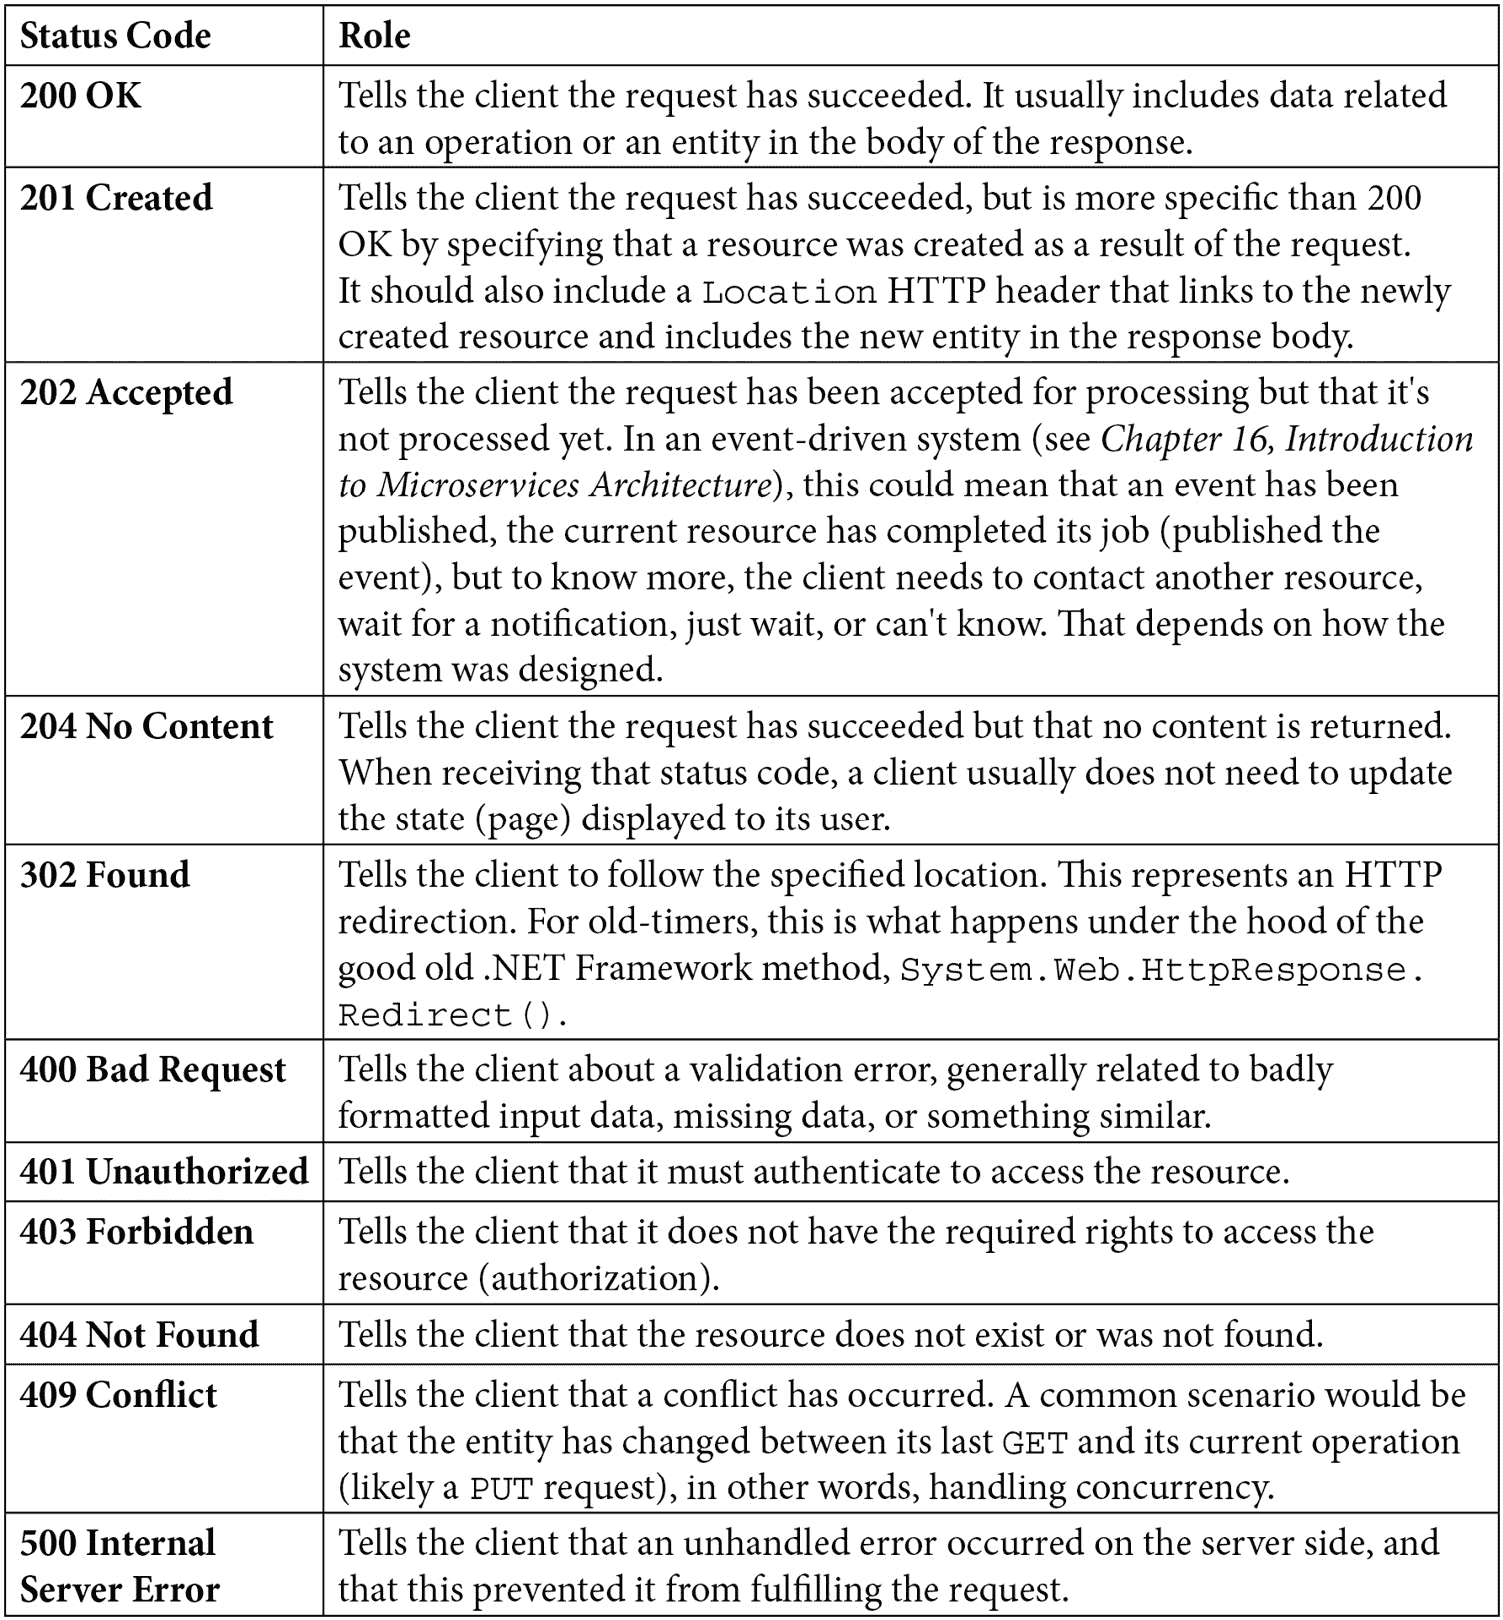 Status Code
Role
200 OK
Tells the client the request has succeeded. It usually includes data related
to an operation or an entity in the body of the response.
201 Created
Tells the client the request has succeeded, but is more specific than 200
OK by specifying that a resource was created as a result of the request.
It should also include a Location HTTP header that links to the newly
created resource and includes the new entity in the response body.
202 Accepted
Tells the client the request has been accepted for processing but that it's
not processed yet. In an event-driven system (see Chapter 16, Introduction
to Microservices Architecture), this could mean that an event has been
published, the current resource has completed its job (published the
event), but to know more, the client needs to contact another resource,
wait for a notification, just wait, or can't know. That depends on how the
system was designed.
204 No Content
Tells the client the request has succeeded but that no content is returned.
When receiving that status code, a client usually does not need to update
the state (page) displayed to its user.
302 Found
Tells the client to follow the specified location. This represents an HTTP
redirection. For old-timers, this is what happens under the hood of the
good old .NET Framework method, System.Web.HttpResponse.
Redirect().
400 Bad Request
Tells the client about a validation error, generally related to badly
formatted input data, missing data, or something similar.
401 Unauthorized
Tells the client that it must authenticate to access the resource.
403 Forbidden
Tells the client that it does not have the required rights to access the
resource (authorization).
404 Not Found
Tells the client that the resource does not exist or was not found.
409 Conflict
Tells the client that a conflict has occurred. A common scenario would be
that the entity has changed between its last GET and its current operation
(likely a PUT request), in other words, handling concurrency.
500 Internal
Server Error
Tells the client that an unhandled error occurred on the server side, and
that this prevented it from fulfilling the request.